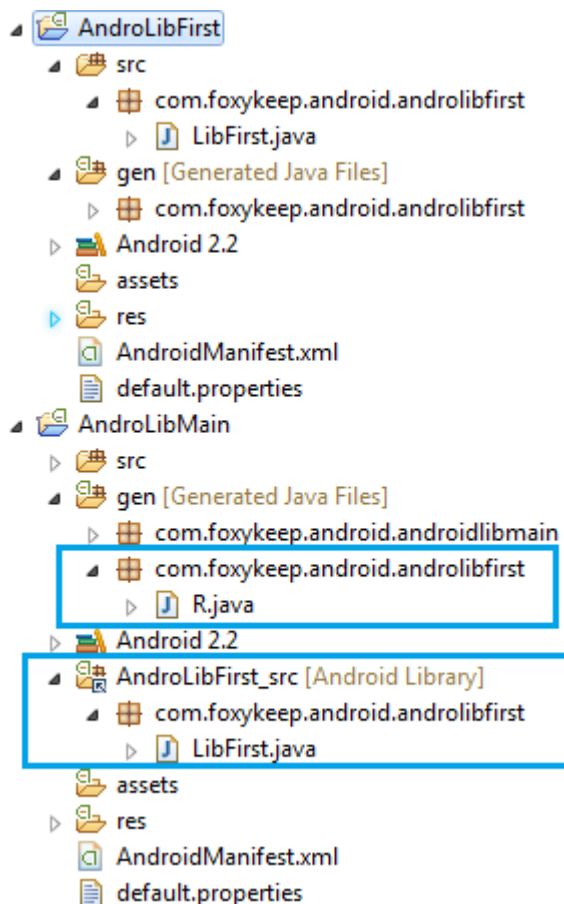 AndroLibFirst
src
com.foxykeep.android.androlibfirst
LibFirst.java
gen [Generated Java Files]
com.foxykeep.android.androlibfirst
Android 2.2
assets
res
AndroidManifest.xml
default.properties
AndroLibMain
src
gen [Generated Java Files]
com.foxykeep.android.androidlibmain
com.foxykeep.android.androlibfirst
R.java
Android 2.2
AndroLibFirst_src [Android Library]
com.foxykeep.android.androlibfirst
LibFirst.java
assets
res
AndroidManifest.xml
default.properties